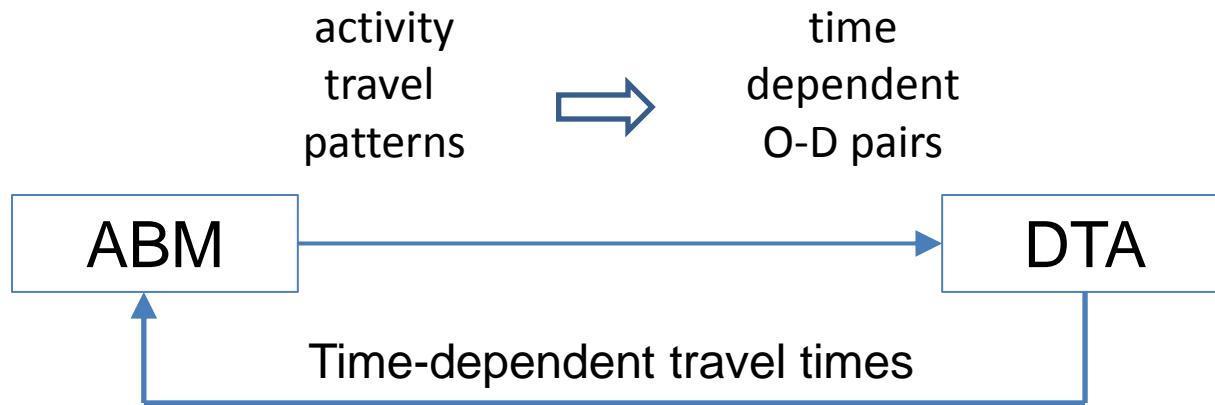 activity
travel
patterns
time
dependent
O-D pairs
ABM
DTA
Time-dependent travel times